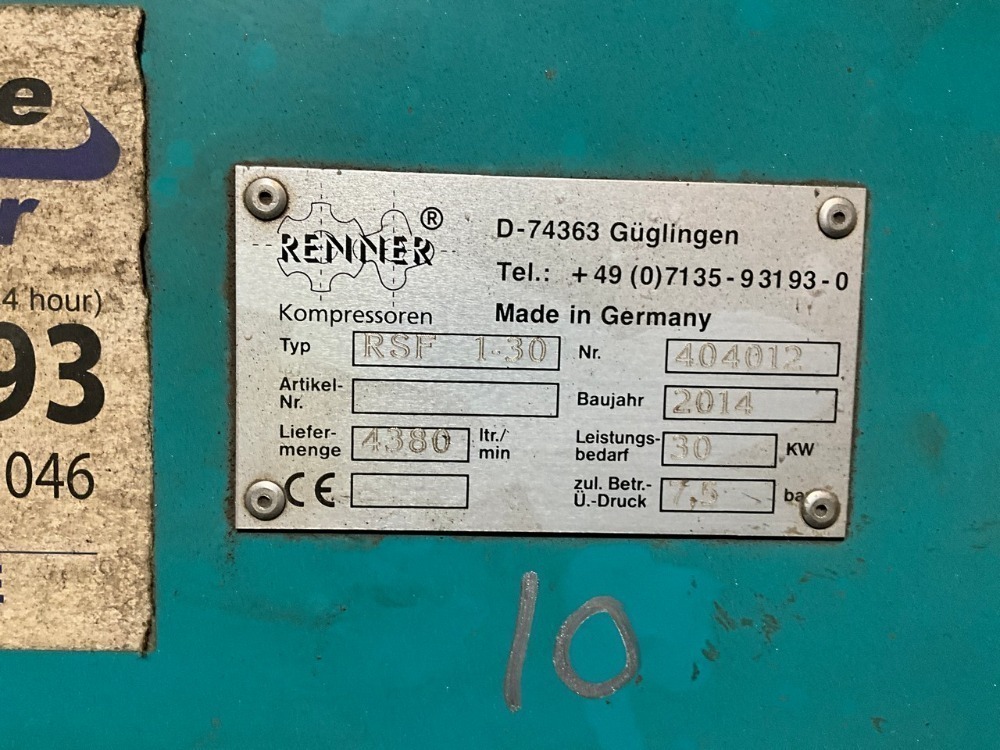 e
r
4 hour)
93
046
RENNER®
Kompressoren
D-74363 Güglingen
Tel.: +49 (0)7135-93193-0
Made in Germany
Typ RSF 1-30 Nr. 404012
Artikel-
Nr.
Baujahr 2014
Liefer-
menge 4380 ltr./
min
Leistungs-
bedarf 30 KW
CE
zul. Betr.-
Ü.-Druck 7,5 ba
10